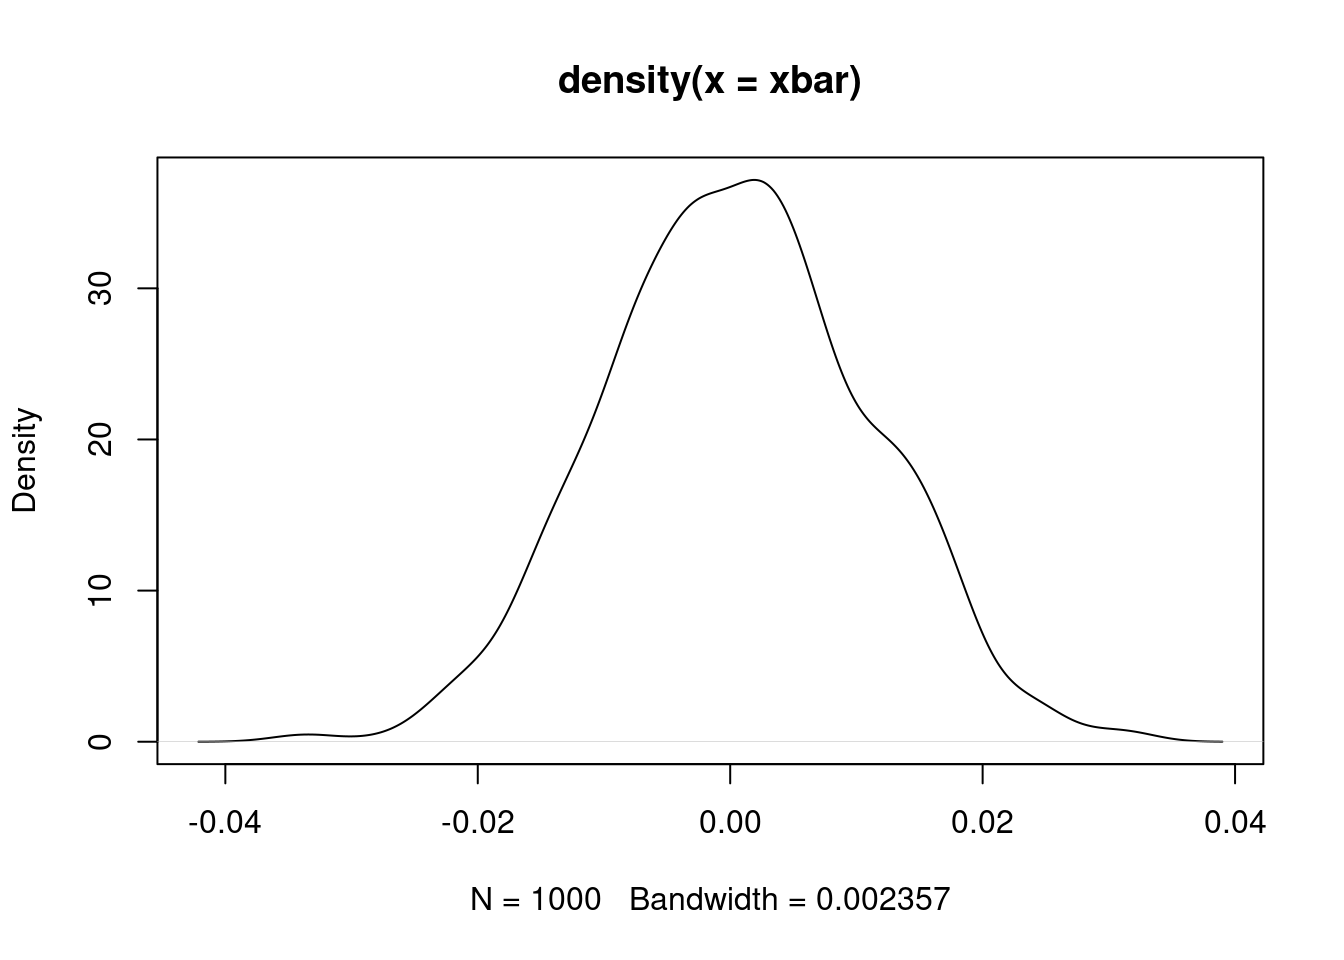 density(x = xbar)
Density
30
20
10
0
-0.04 -0.02 0.00 0.02 0.04
N = 1000 Bandwidth = 0.002357